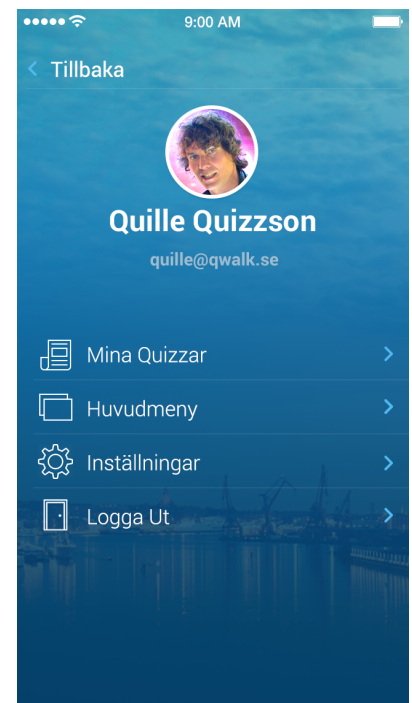 9:00 AM
Tillbaka
Quille Quizzson
quille@qwalk.se
Mina Quizzar
Huvudmeny
Inställningar
Logga Ut